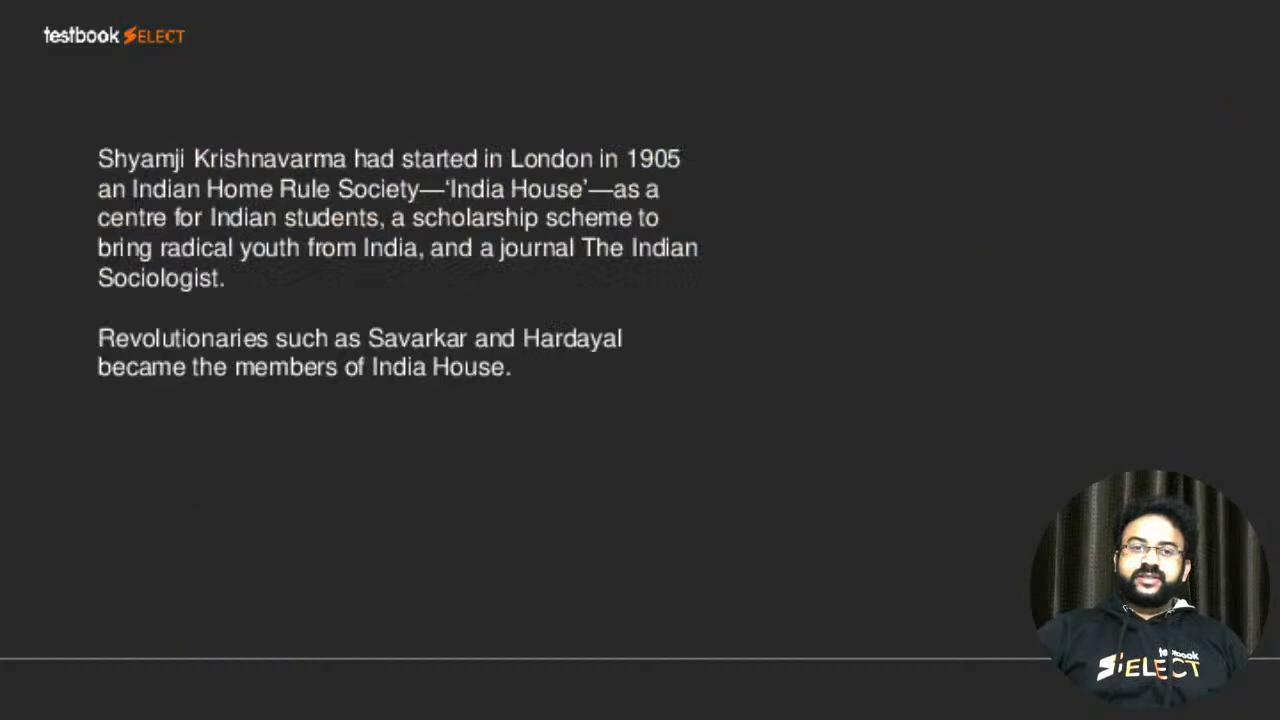 testbook SELECT
Shyamji Krishnavarma had started in London in 1905
an Indian Home Rule Society—‘India House’—as a
centre for Indian students, a scholarship scheme to
bring radical youth from India, and a journal The Indian
Sociologist.
Revolutionaries such as Savarkar and Hardayal
became the members of India House.
testbook
SELECT